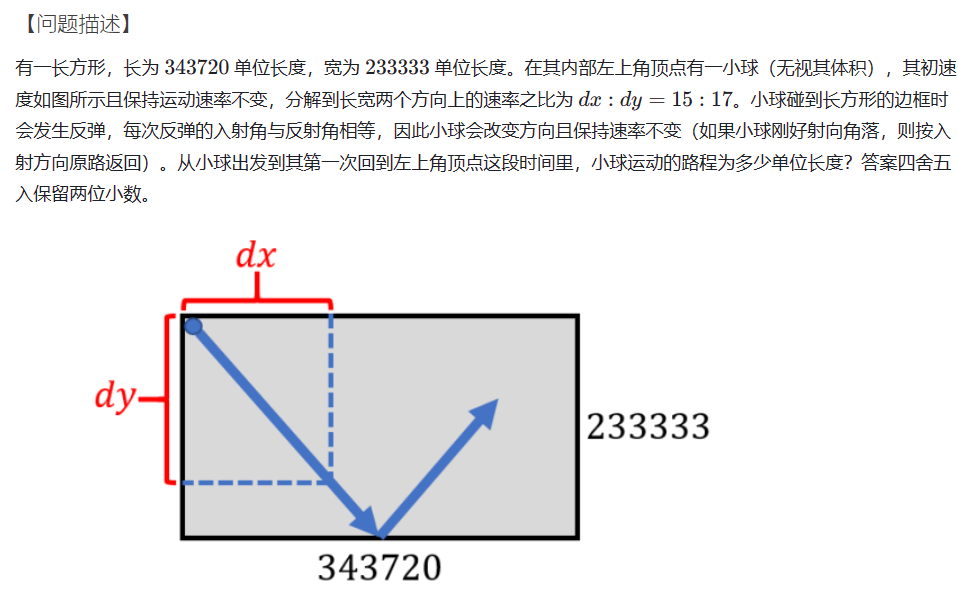 【问题描述】
有一长方形，长为 343720 单位长度，宽为 233333 单位长度。在其内部左上角顶点有一小球（无视其体积），其初速
度如图所示且保持运动速率不变，分解到长宽两个方向上的速率之比为 dx : dy = 15 : 17。小球碰到长方形的边框时
会发生反弹，每次反弹的入射角与反射角相等，因此小球会改变方向且保持速率不变（如果小球刚好射向角落，则按入
射方向原路返回）。从小球出发到其第一次回到左上角顶点这段时间里，小球运动的路程为多少单位长度？答案四舍五
入保留两位小数。
dx
dy
233333
343720